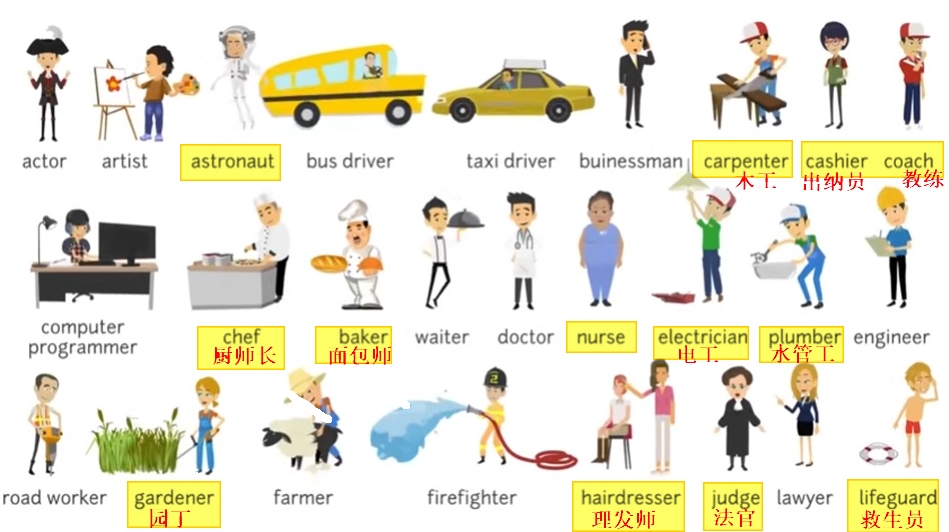 actor artist astronaut bus driver taxi driver buinessman carpenter cashier coach
木工 出纳员 教练
computer programmer chef baker waiter doctor nurse electrician plumber engineer
厨师长 面包师 电工 水管工
2
road worker gardener farmer firefighter hairdresser judge lawyer lifeguard
园丁 理发师 法官 救生员